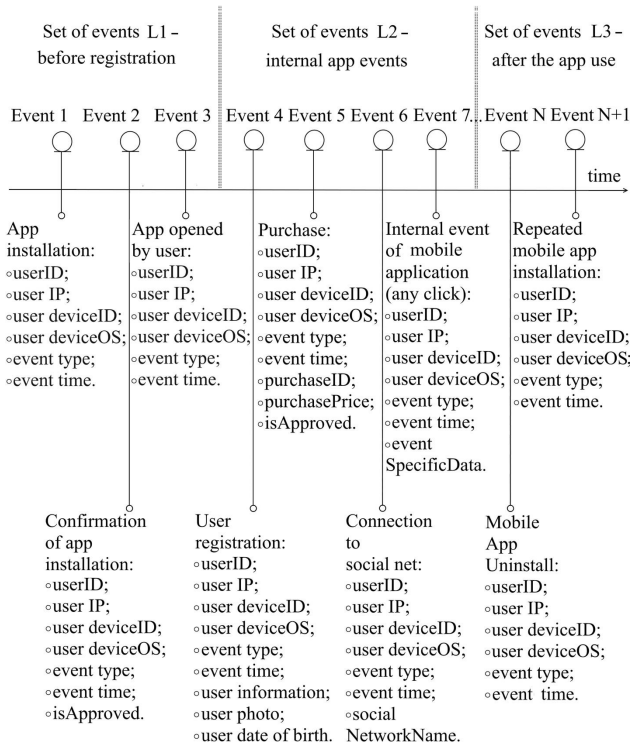 Set of events L1 –
before registration
Set of events L2 –
internal app events
Set of events L3 –
after the app use
Event 1 Event 2 Event 3 Event 4 Event 5 Event 6 Event 7... Event N Event N+1
time
App
installation:
◦userID;
◦user IP;
◦user deviceID;
◦user deviceOS;
◦event type;
◦event time.
App opened
by user:
◦userID;
◦user IP;
◦user deviceID;
◦user deviceOS;
◦event type;
◦event time.
Purchase:
◦userID;
◦user IP;
◦user deviceID;
◦user deviceOS;
◦event type;
◦event time;
◦purchaseID;
◦purchasePrice;
◦isApproved.
Internal event
of mobile
application
(any click):
◦userID;
◦user IP;
◦user deviceID;
◦user deviceOS;
◦event type;
◦event time;
◦event
SpecificData.
Repeated
mobile app
installation:
◦userID;
◦user IP;
◦user deviceID;
◦user deviceOS;
◦event type;
◦event time.
Confirmation
of app
installation:
◦userID;
◦user IP;
◦user deviceID;
◦user deviceOS;
◦event type;
◦event time;
◦isApproved.
User
registration:
◦userID;
◦user IP;
◦user deviceID;
◦user deviceOS;
◦event type;
◦event time;
◦user information;
◦user photo;
◦user date of birth.
Connection
to
social net:
◦userID;
◦user IP;
◦user deviceID;
◦user deviceOS;
◦event type;
◦event time;
◦social
NetworkName.
Mobile
App
Uninstall:
◦userID;
◦user IP;
◦user deviceID;
◦user deviceOS;
◦event type;
◦event time.